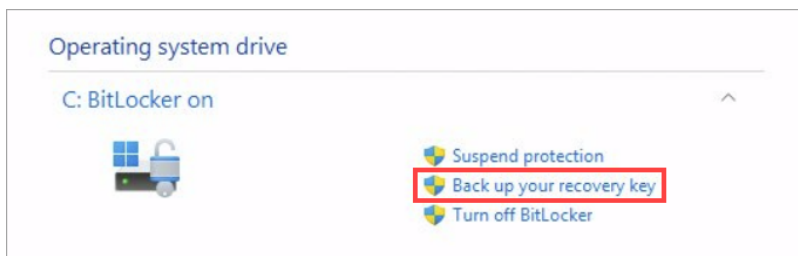 Operating system drive
C: BitLocker on
Suspend protection
Back up your recovery key
Turn off BitLocker